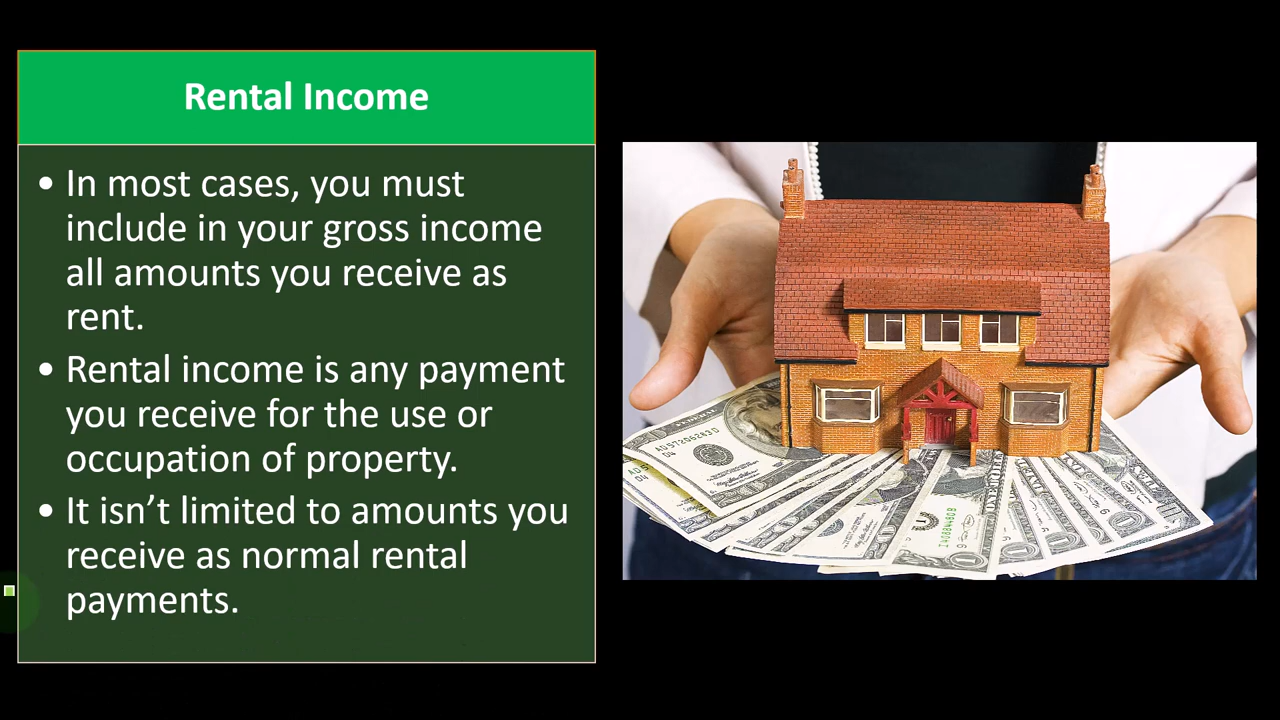 Rental Income
• In most cases, you must
include in your gross income
all amounts you receive as
rent.
• Rental income is any payment
you receive for the use or
occupation of property.
• It isn’t limited to amounts you
receive as normal rental
payments.